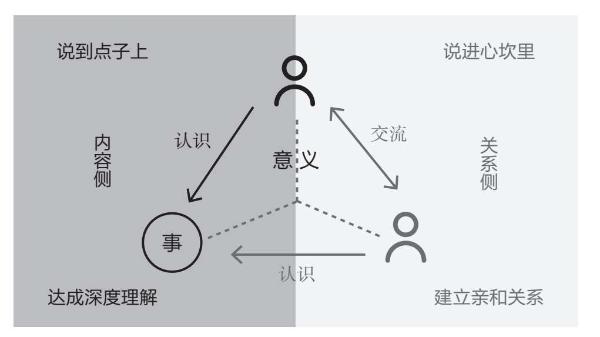 说到点子上
说进心坎里
认识
交流
内容侧
意义
关系侧
事
认识
达成深度理解
建立亲和关系